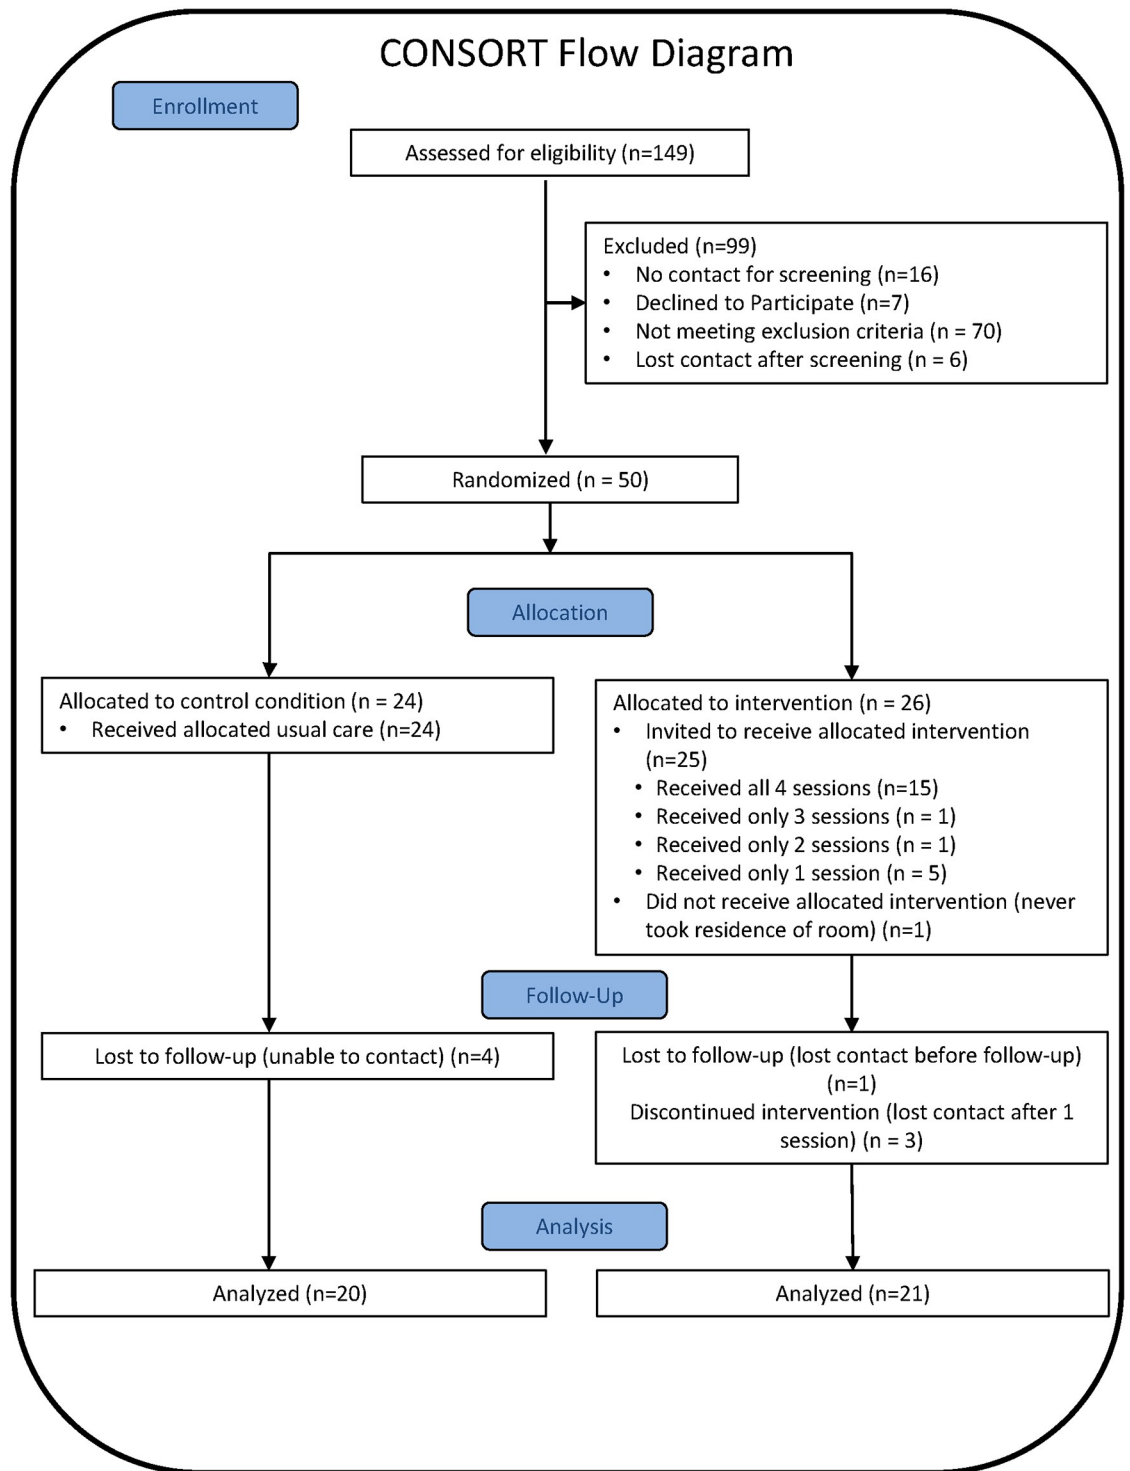 CONSORT Flow Diagram
Enrollment
Assessed for eligibility (n=149)
Excluded (n=99)
• No contact for screening (n=16)
• Declined to Participate (n=7)
• Not meeting exclusion criteria (n = 70)
• Lost contact after screening (n = 6)
Randomized (n = 50)
Allocation
Allocated to control condition (n = 24)
• Received allocated usual care (n=24)
Allocated to intervention (n = 26)
• Invited to receive allocated intervention
(n=25)
• Received all 4 sessions (n=15)
• Received only 3 sessions (n = 1)
• Received only 2 sessions (n = 1)
• Received only 1 session (n = 5)
• Did not receive allocated intervention (never
took residence of room) (n=1)
Follow-Up
Lost to follow-up (unable to contact) (n=4)
Lost to follow-up (lost contact before follow-up)
(n=1)
Discontinued intervention (lost contact after 1
session) (n = 3)
Analysis
Analyzed (n=20)
Analyzed (n=21)